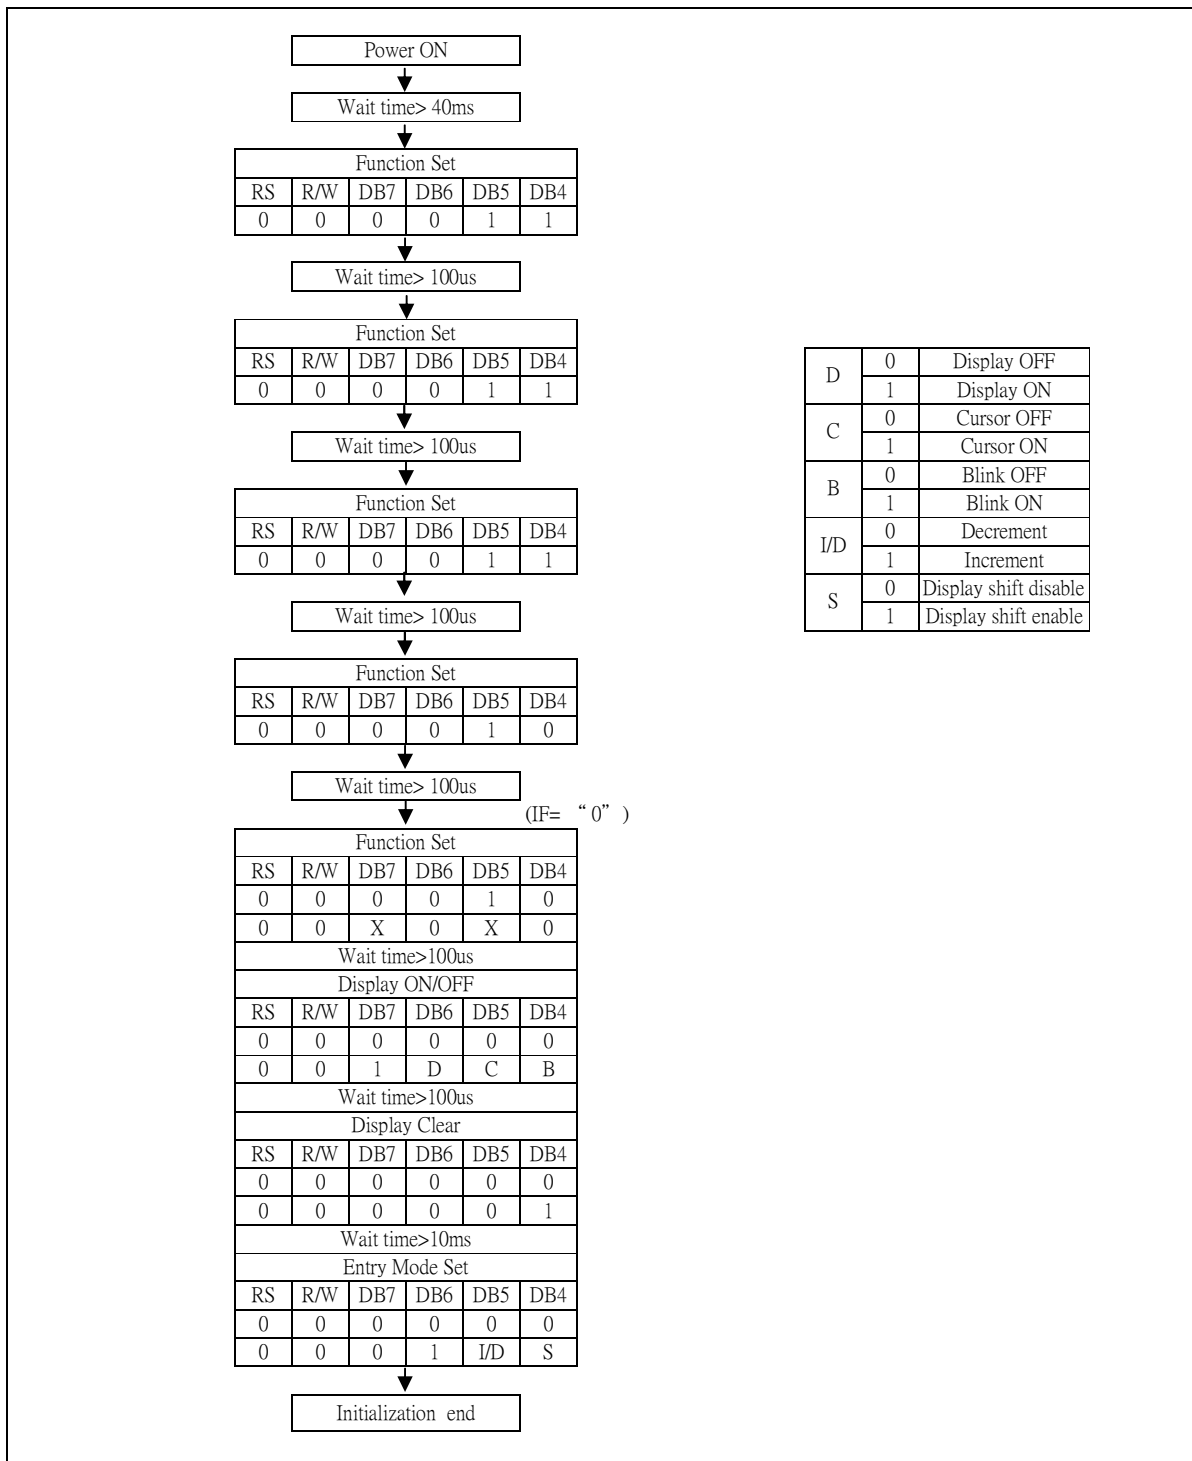 Power ON
Wait time> 40ms
Function Set
RS R/W DB7 DB6 DB5 DB4
0 0 0 0 1 1
Wait time> 100us
Function Set
RS R/W DB7 DB6 DB5 DB4
0 0 0 0 1 1
Wait time> 100us
Function Set
RS R/W DB7 DB6 DB5 DB4
0 0 0 0 1 1
Wait time> 100us
Function Set
RS R/W DB7 DB6 DB5 DB4
0 0 0 0 1 0
Wait time> 100us
(IF= “0” )
Function Set
RS R/W DB7 DB6 DB5 DB4
0 0 0 0 1 0
0 0 X 0 X 0
Wait time>100us
Display ON/OFF
RS R/W DB7 DB6 DB5 DB4
0 0 0 0 0 0
0 0 1 D C B
Wait time>100us
Display Clear
RS R/W DB7 DB6 DB5 DB4
0 0 0 0 0 0
0 0 0 0 0 1
Wait time>10ms
Entry Mode Set
RS R/W DB7 DB6 DB5 DB4
0 0 0 0 0 0
0 0 0 1 I/D S
Initialization end
D 0 Display OFF
1 Display ON
C 0 Cursor OFF
1 Cursor ON
B 0 Blink OFF
1 Blink ON
I/D 0 Decrement
1 Increment
S 0 Display shift disable
1 Display shift enable